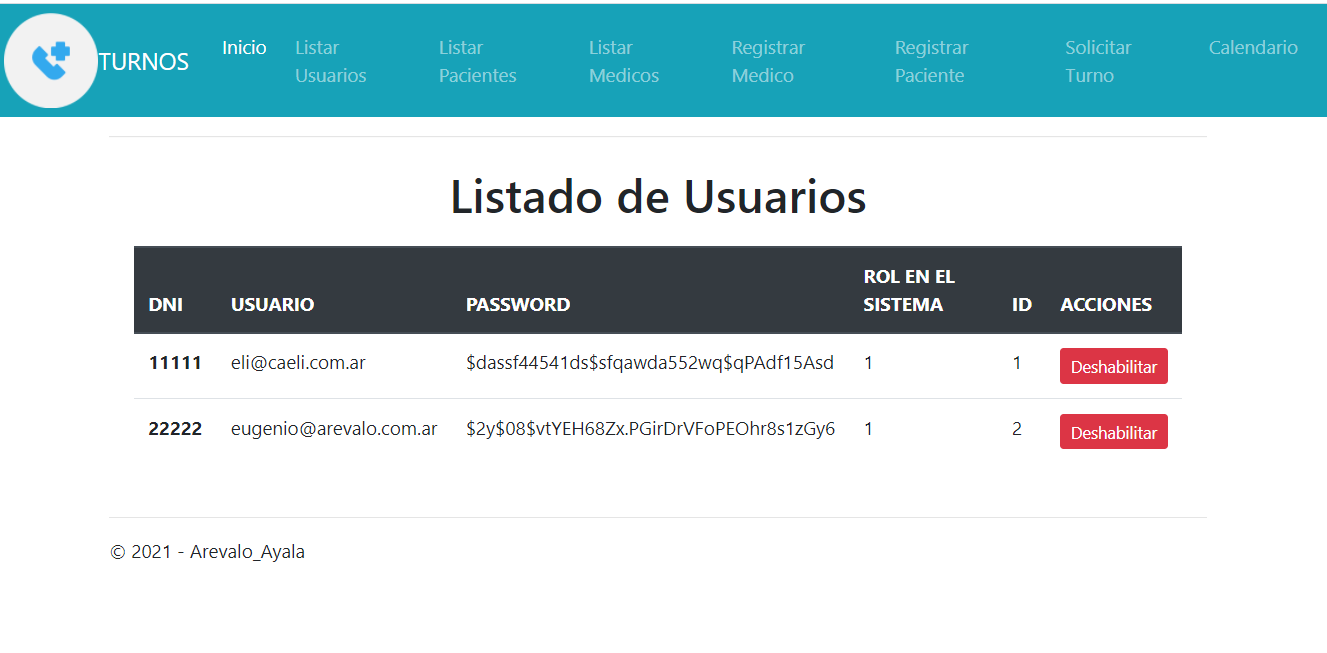 TURNOS
Inicio
Listar
Usuarios
Listar
Pacientes
Listar
Medicos
Registrar
Medico
Registrar
Paciente
Solicitar
Turno
Calendario
Listado de Usuarios
DNI USUARIO PASSWORD ROL EN EL SISTEMA ID ACCIONES
11111 eli@caeli.com.ar $dassf44541ds$sfqawda552wq$qPAdf15Asd 1 1 Deshabilitar
22222 eugenio@arevalo.com.ar $2y$08$vtYEH68Zx.PGirDrVFoPEOhr8s1zGy6 1 2 Deshabilitar
© 2021 - Arevalo_Ayala